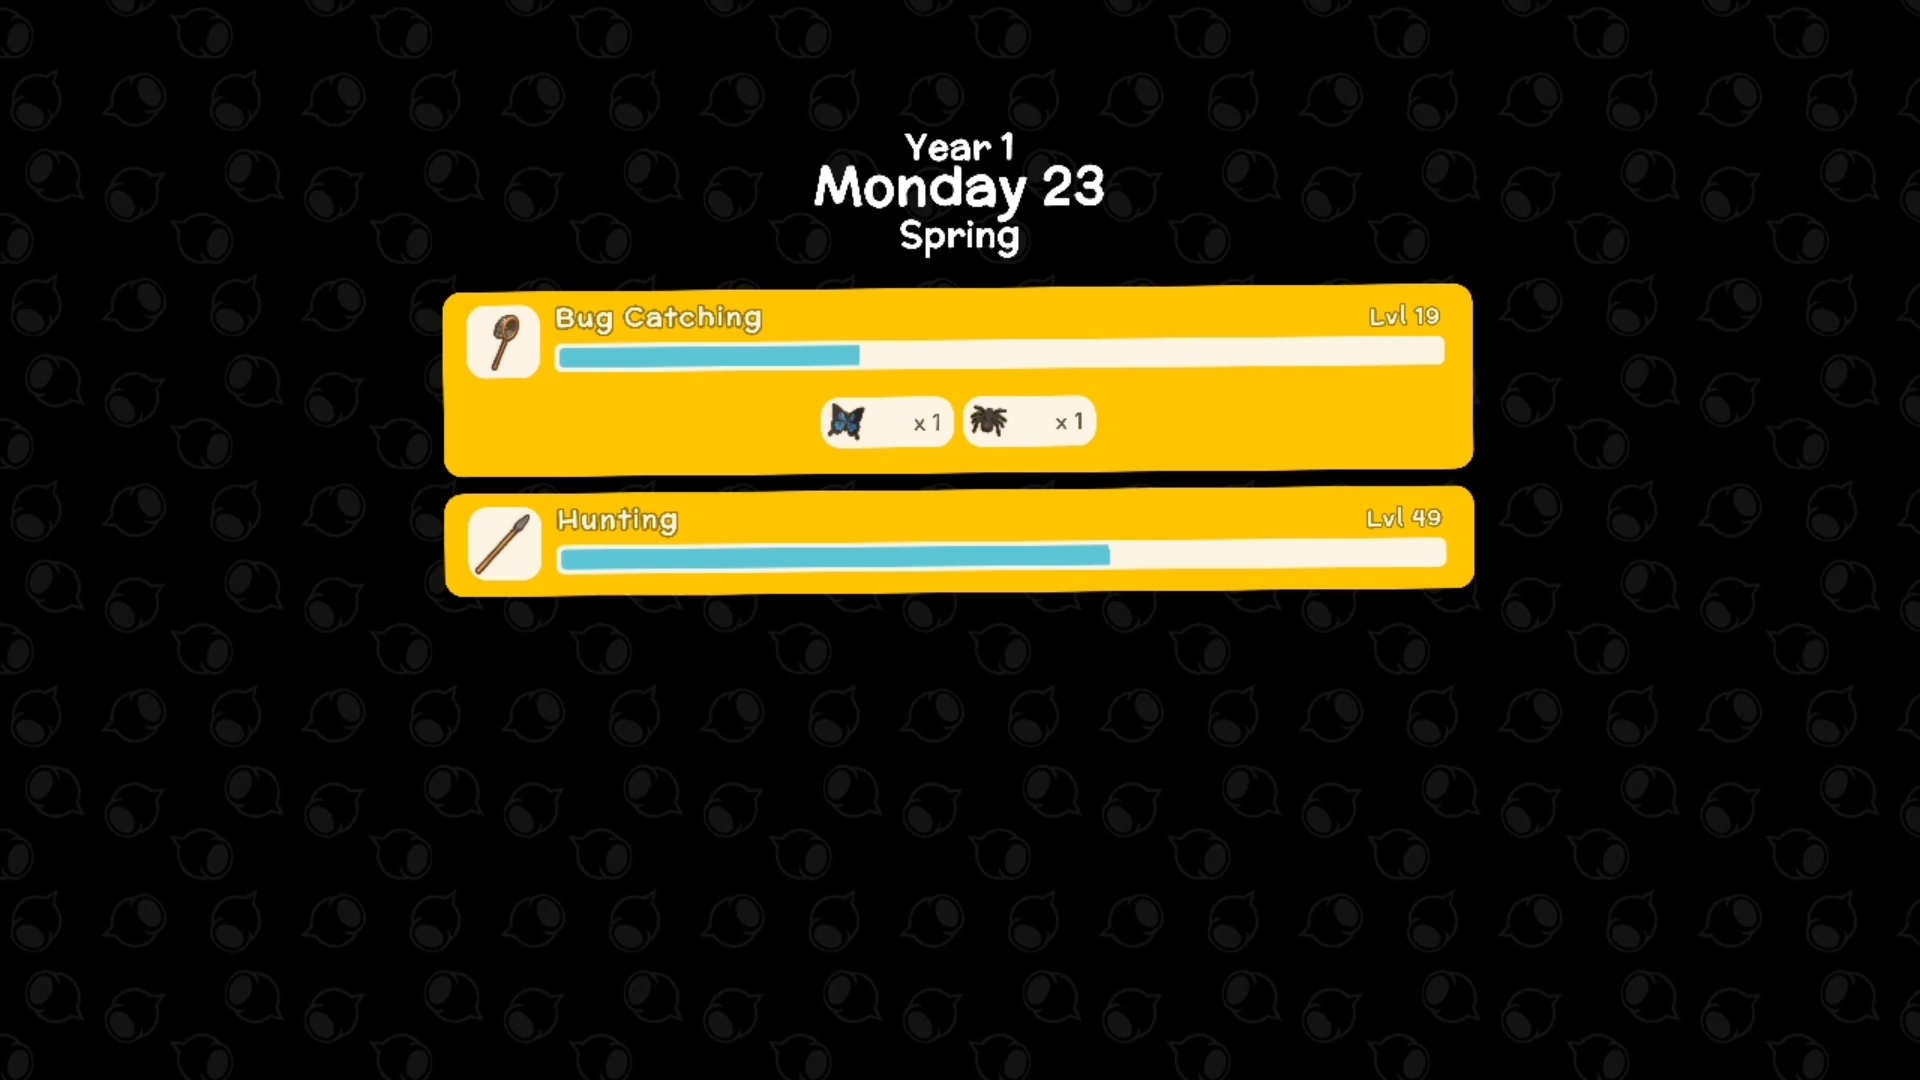 Year 1
Monday 23
Spring
Bug Catching Lvl 19
x 1 x 1
Hunting Lvl 49